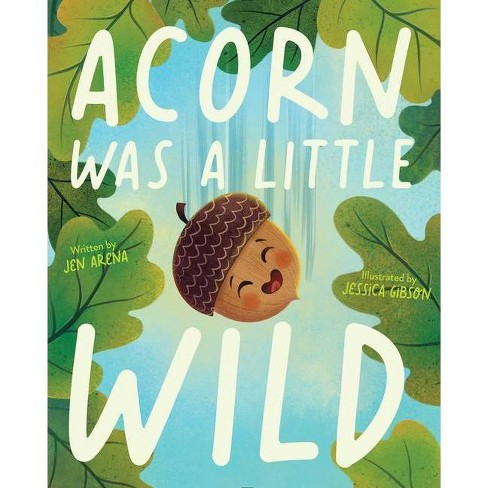 ACORN
WAS A LITTLE
Written by
JEN ARENA
Illustrated by
JESSICA GIBSON
WILD